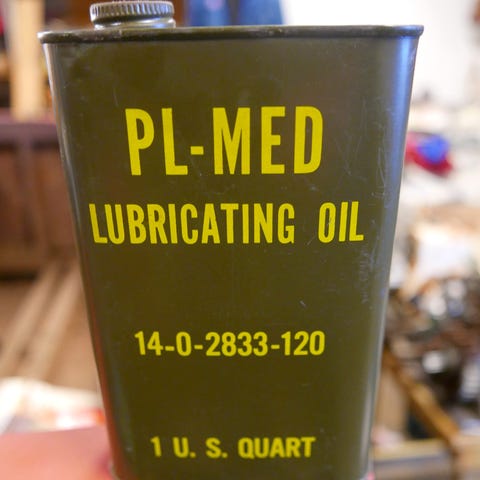 PL-MED
LUBRICATING OIL
14-0-2833-120
1 U. S. QUART